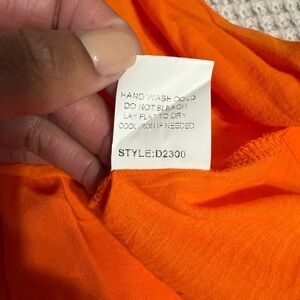 HAND WASH COLD
DO NOT BLEACH
LAY FLAT TO DRY
COOL IRON IF NEEDED
STYLE:D2300